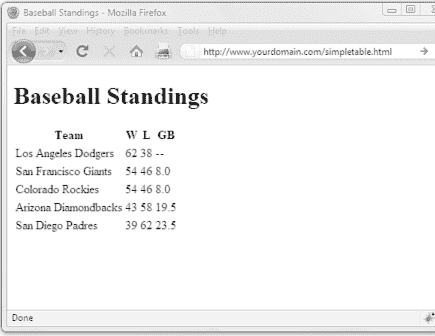 Baseball Standings - Mozilla Firefox
File Edit View History Bookmarks Tools Help
http://www.yourdomain.com/simpletable.html
Baseball Standings
Team W L GB
Los Angeles Dodgers 62 38 --
San Francisco Giants 54 46 8.0
Colorado Rockies 54 46 8.0
Arizona Diamondbacks 43 58 19.5
San Diego Padres 39 62 23.5
Done